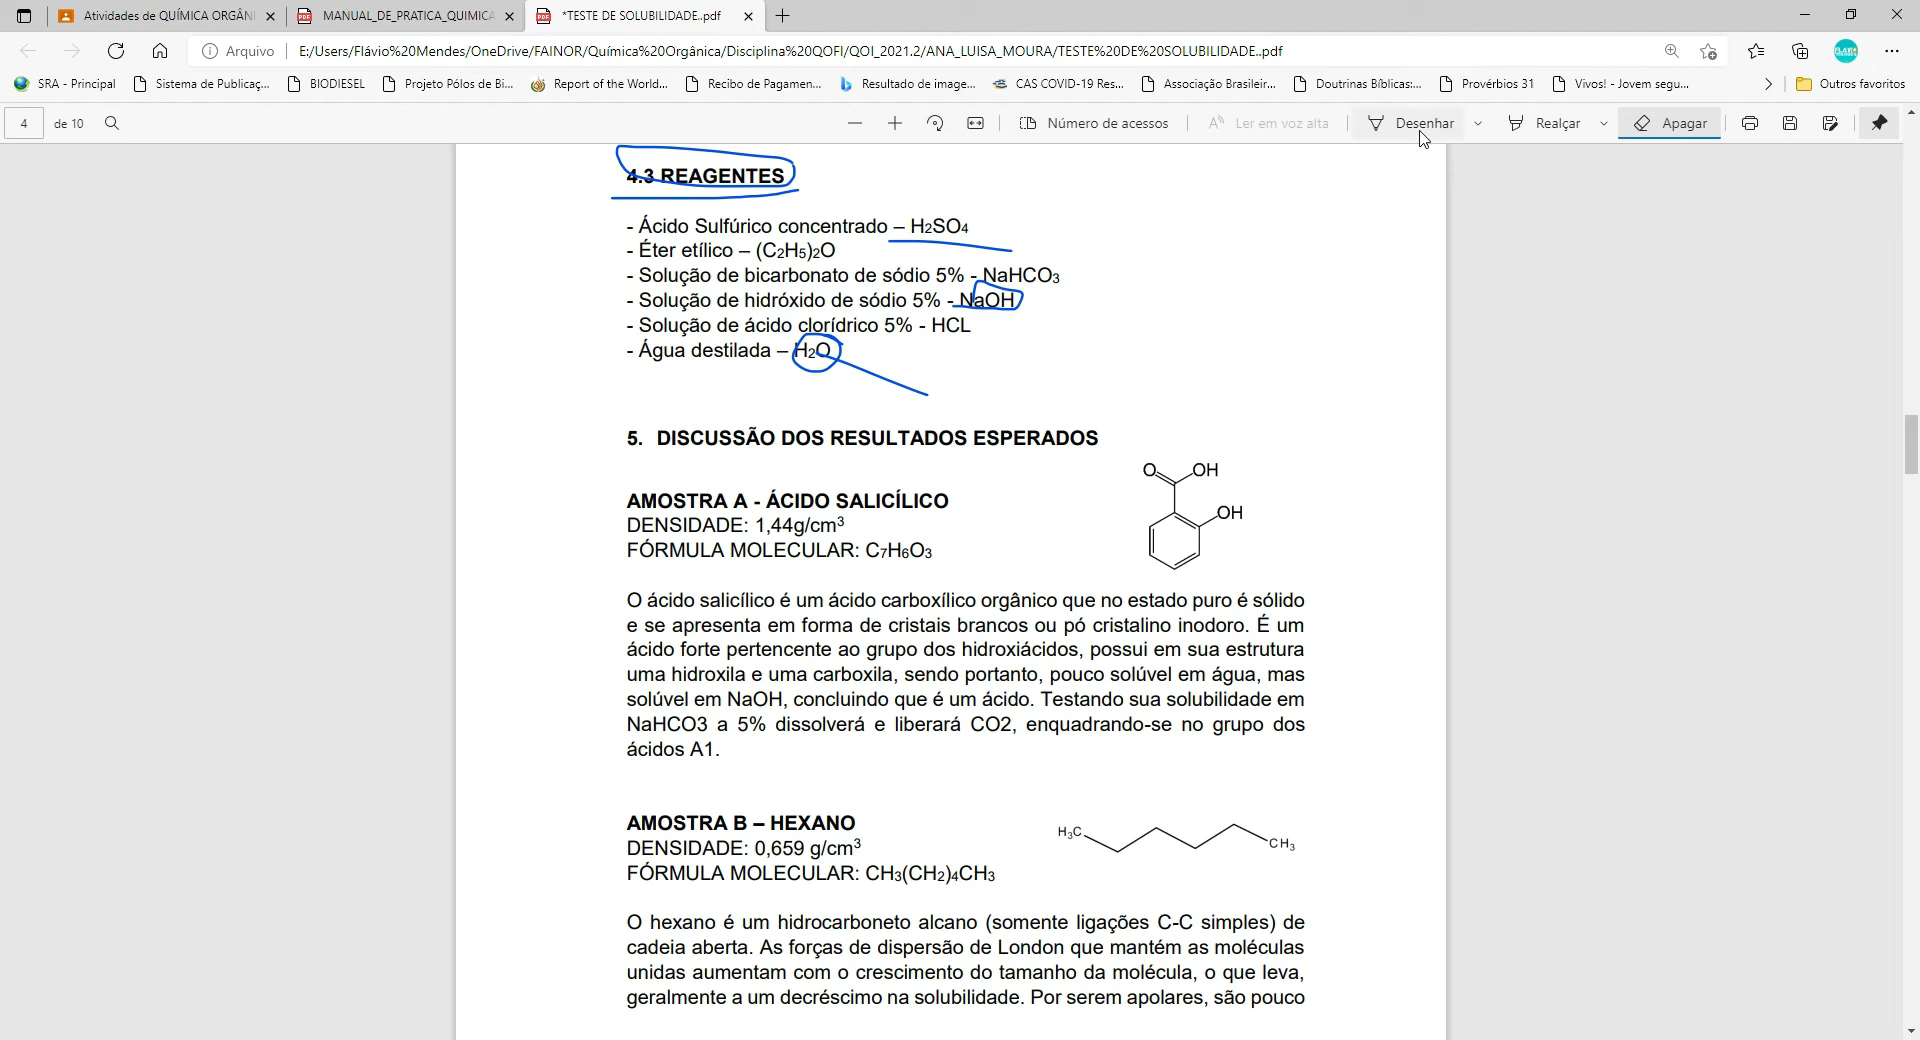 Atividades de QUÍMICA ORGÂNI
MANUAL_DE_PRATICA_QUIMICA
*TESTE DE SOLUBILIDADE..pdf
Arquivo
E:/Users/Flávio%20Mendes/OneDrive/FAINOR/Química%20Orgânica/Disciplina%20QOFI/QOI_2021.2/ANA_LUISA_MOURA/TESTE%20DE%20SOLUBILIDADE..pdf
SRA - Principal
Sistema de Publicaç...
BIODIESEL
Projeto Pólos de Bi...
Report of the World...
Recibo de Pagamen...
Resultado de image...
CAS COVID-19 Res...
Associação Brasileir...
Doutrinas Bíblicas:...
Provérbios 31
Vivos! - Jovem segu...
Outros favoritos
4
de 10
Número de acessos
Ler em voz alta
Desenhar
Realçar
Apagar
4.3 REAGENTES
- Ácido Sulfúrico concentrado – H2SO4
- Éter etílico – (C2H5)2O
- Solução de bicarbonato de sódio 5% - NaHCO3
- Solução de hidróxido de sódio 5% - NaOH
- Solução de ácido clorídrico 5% - HCL
- Água destilada – H2O
5. DISCUSSÃO DOS RESULTADOS ESPERADOS
O OH
OH
AMOSTRA A - ÁCIDO SALICÍLICO
DENSIDADE: 1,44g/cm³
FÓRMULA MOLECULAR: C7H6O3
O ácido salicílico é um ácido carboxílico orgânico que no estado puro é sólido
e se apresenta em forma de cristais brancos ou pó cristalino inodoro. É um
ácido forte pertencente ao grupo dos hidroxiácidos, possui em sua estrutura
uma hidroxila e uma carboxila, sendo portanto, pouco solúvel em água, mas
solúvel em NaOH, concluindo que é um ácido. Testando sua solubilidade em
NaHCO3 a 5% dissolverá e liberará CO2, enquadrando-se no grupo dos
ácidos A1.
AMOSTRA B – HEXANO
DENSIDADE: 0,659 g/cm³
FÓRMULA MOLECULAR: CH3(CH2)4CH3
H3C
CH3
O hexano é um hidrocarboneto alcano (somente ligações C-C simples) de
cadeia aberta. As forças de dispersão de London que mantém as moléculas
unidas aumentam com o crescimento do tamanho da molécula, o que leva,
geralmente a um decréscimo na solubilidade. Por serem apolares, são pouco